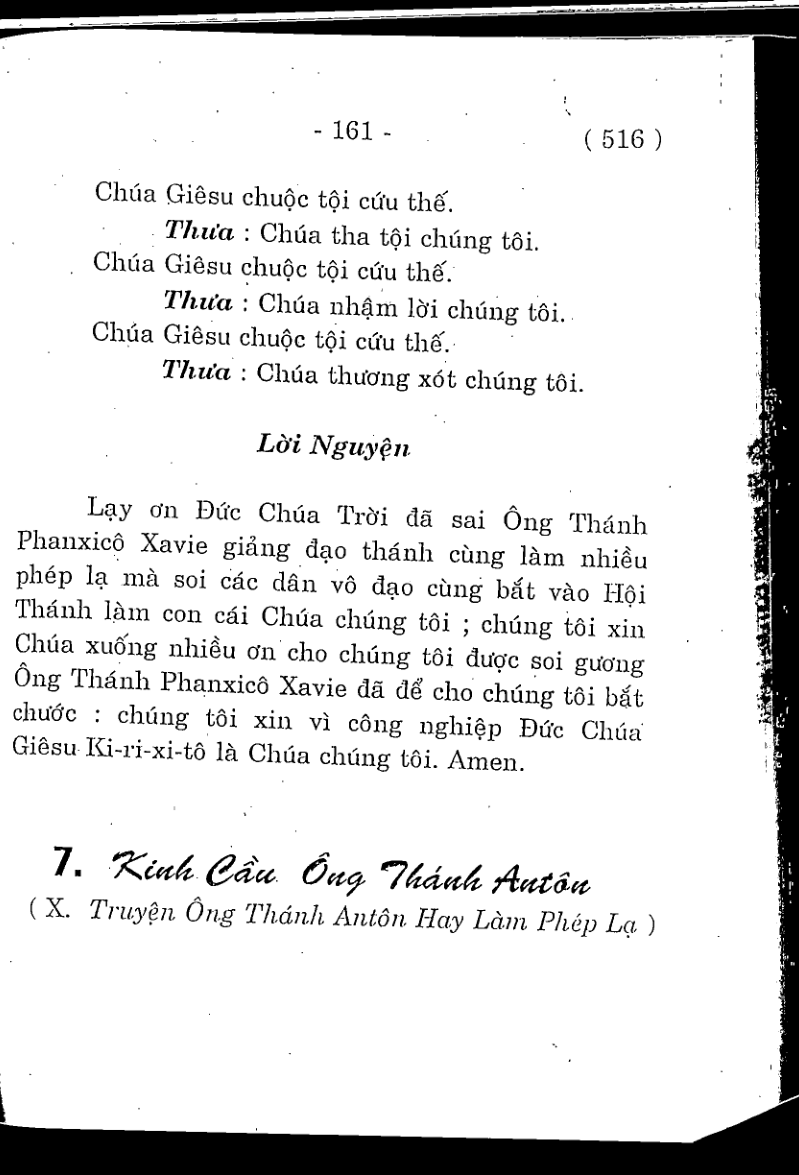 - 161 -
( 516 )
Chúa Giêsu chuộc tội cứu thế.
Thưa : Chúa tha tội chúng tôi.
Chúa Giêsu chuộc tội cứu thế.
Thưa : Chúa nhậm lời chúng tôi.
Chúa Giêsu chuộc tội cứu thế.
Thưa : Chúa thương xót chúng tôi.
Lời Nguyện
Lạy ơn Đức Chúa Trời đã sai Ông Thánh
Phanxicô Xavie giảng đạo thánh cùng làm nhiều
phép lạ mà soi các dân vô đạo cùng bắt vào Hội
Thánh làm con cái Chúa chúng tôi ; chúng tôi xin
Chúa xuống nhiều ơn cho chúng tôi được soi gương
Ông Thánh Phanxicô Xavie đã để cho chúng tôi bắt
chước : chúng tôi xin vì công nghiệp Đức Chúa
Giêsu Ki-ri-xi-tô là Chúa chúng tôi. Amen.
7. Kinh Cầu Ông Thánh Antôn
( X. Truyện Ông Thánh Antôn Hay Làm Phép Lạ )